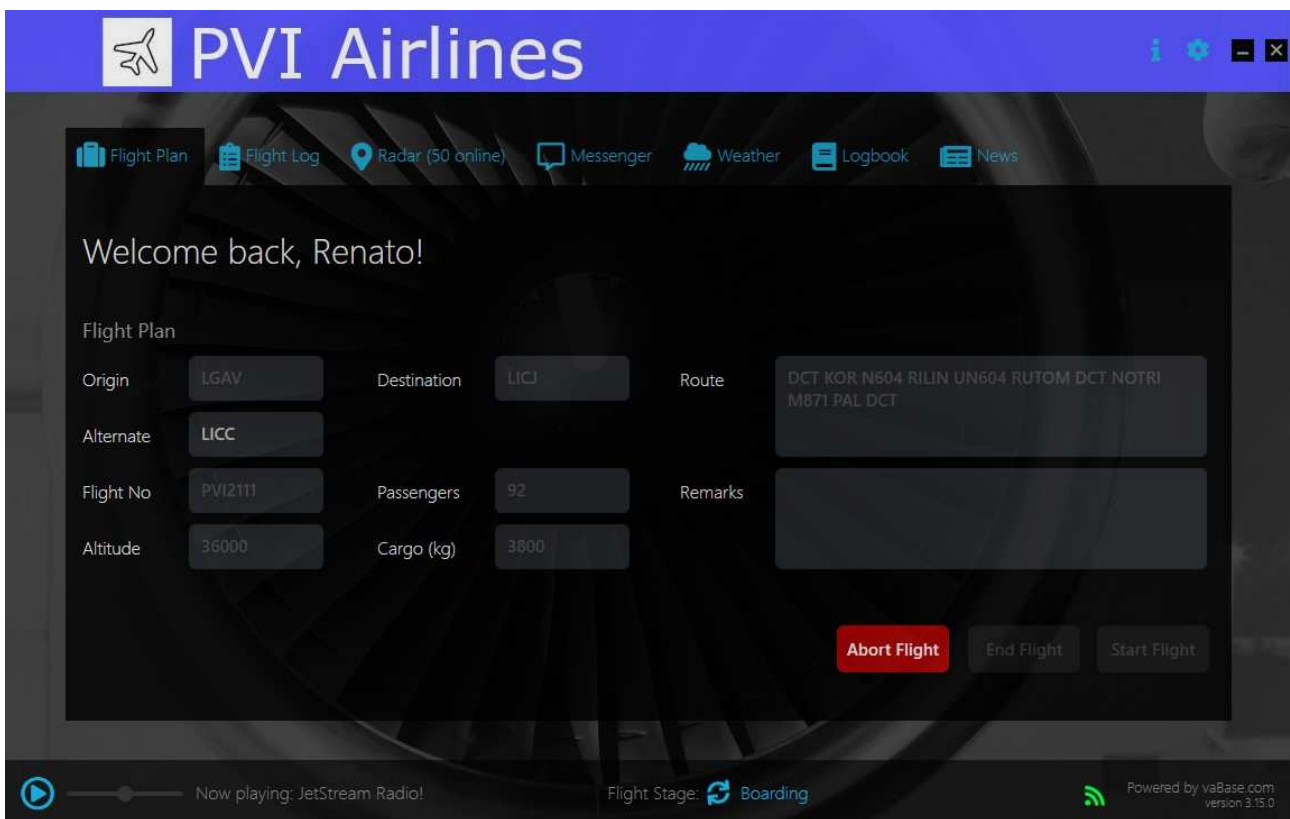 PVI Airlines
Flight Plan Flight Log Radar (50 online) Messenger Weather Logbook News
Welcome back, Renato!
Flight Plan
Origin LGAV Destination LICJ Route DCT KOR N604 RILIN UN604 RUTOM DCT NOTRI
M871 PAL DCT
Alternate LICC
Flight No PVI2111 Passengers 92 Remarks
Altitude 36000 Cargo (kg) 3800
Abort Flight End Flight Start Flight
Now playing: JetStream Radio! Flight Stage: Boarding Powered by vaBase.com
version 3.15.0